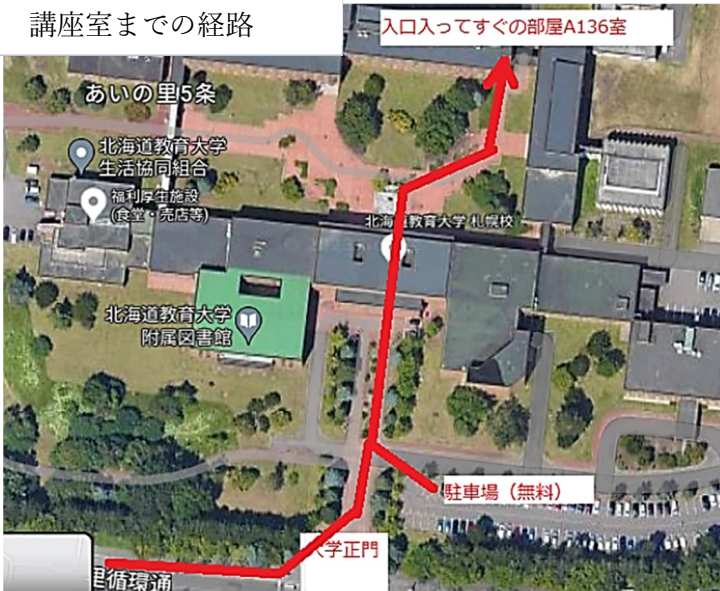 講座室までの経路
入口入ってすぐの部屋A136室
あいの里5条
北海道教育大学
生活協同組合
福利厚生施設
(食堂・売店等)
北海道教育大学 札幌校
北海道教育大学
附属図書館
駐車場（無料）
学正門
里循環通